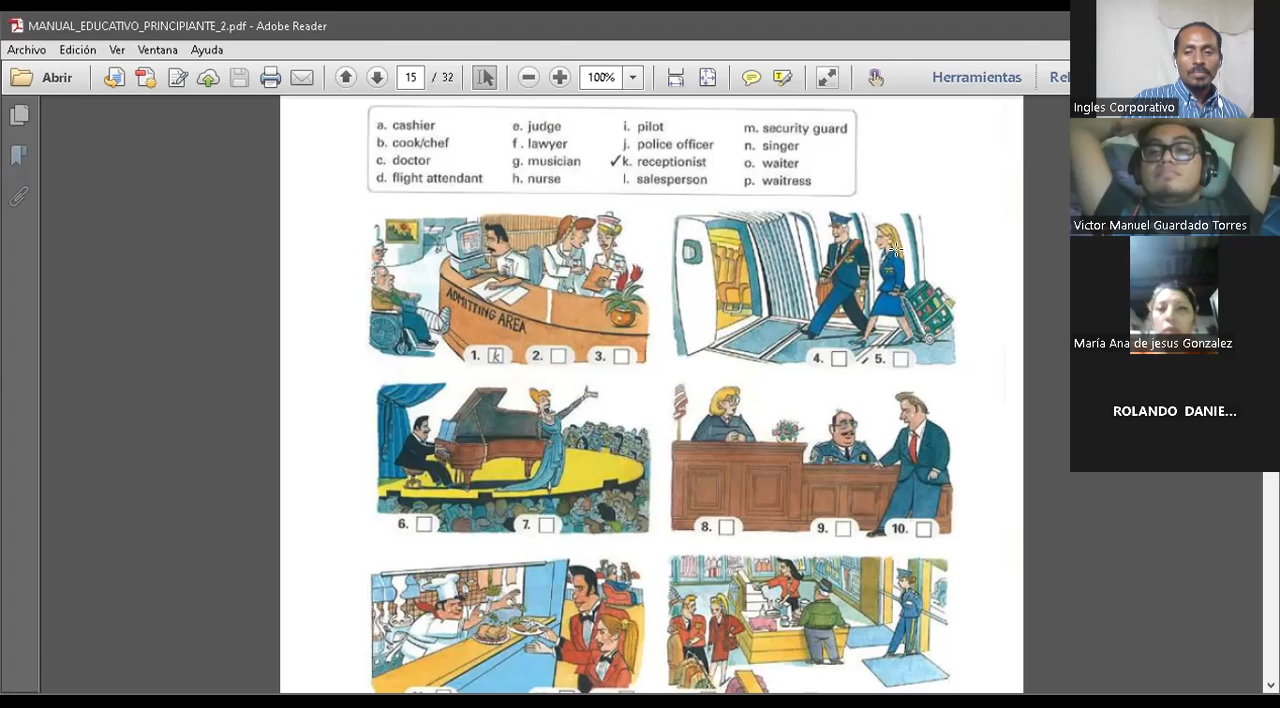 MANUAL_EDUCATIVO_PRINCIPIANTE_2.pdf - Adobe Reader
Archivo Edición Ver Ventana Ayuda
Abrir 15 / 32 100% Herramientas
a. cashier e. judge i. pilot m. security guard
b. cook/chef f. lawyer j. police officer n. singer
c. doctor g. musician ✓k. receptionist o. waiter
d. flight attendant h. nurse l. salesperson p. waitress
ADMITTING AREA
1. k 2. 3. 4. 5.
6. 7. 8. 9. 10.
Ingles Corporativo
Victor Manuel Guardado Torres
María Ana de jesus Gonzalez
ROLANDO DANIE...